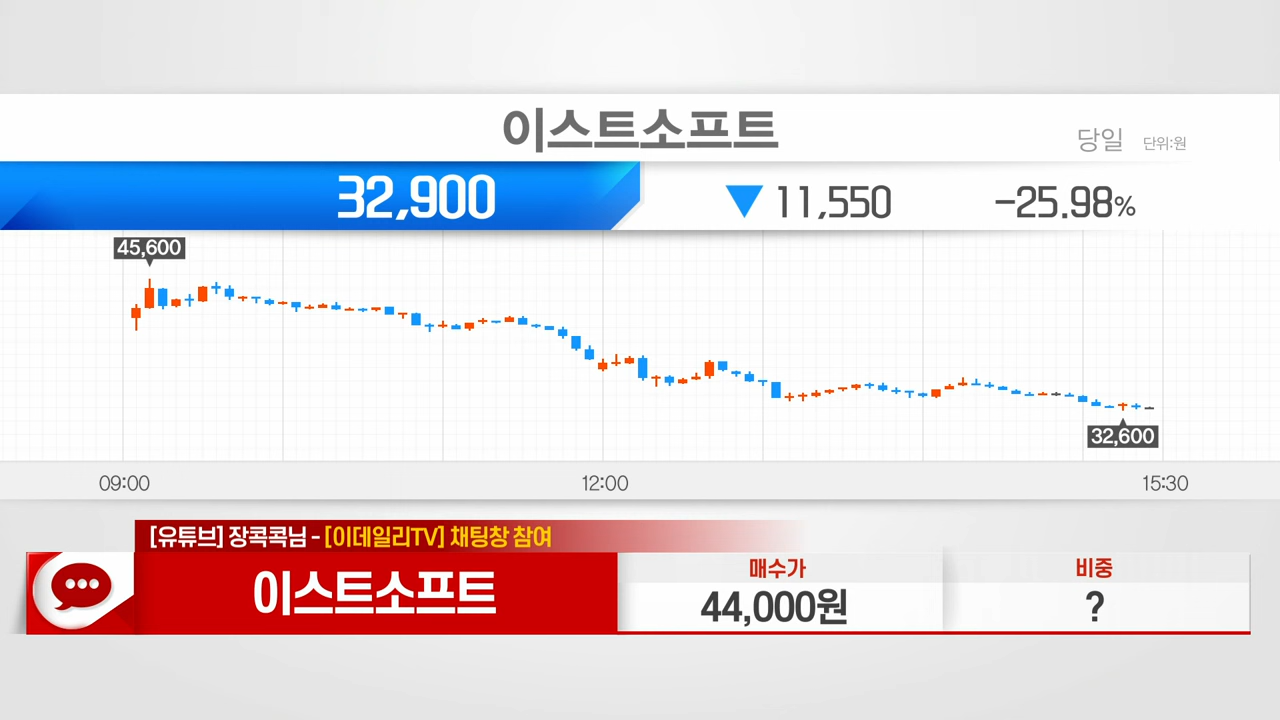 이스트소프트
당일 단위:원
32,900 ▼ 11,550 -25.98%
45,600
32,600
09:00 12:00 15:30
[유튜브] 장콕콕님 - [이데일리TV] 채팅창 참여
이스트소프트
매수가 비중
44,000원 ?